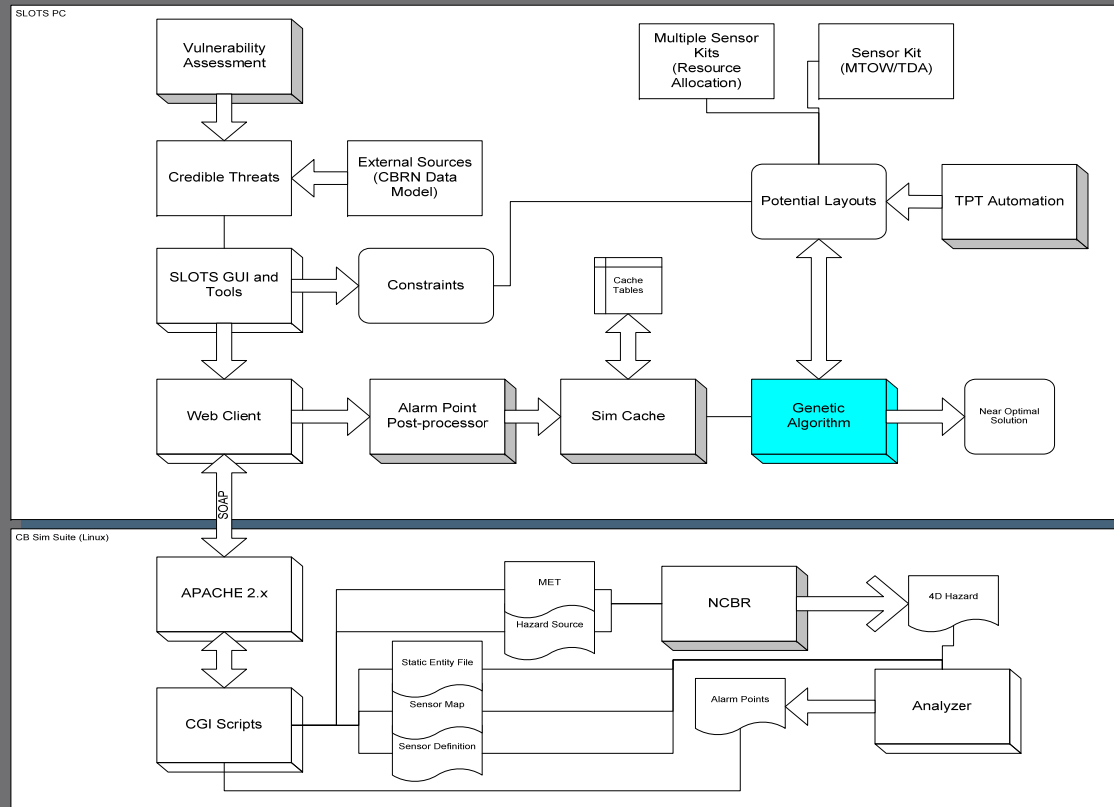 SLOTS PC
Vulnerability
Assessment
Multiple Sensor
Kits
(Resource
Allocation)
Sensor Kit
(MTOW/TDA)
Credible Threats
External Sources
(CBRN Data
Model)
Potential Layouts
TPT Automation
SLOTS GUI and
Tools
Constraints
Cache
Tables
Web Client
Alarm Point
Post-processor
Sim Cache
Genetic
Algorithm
Near Optimal
Solution
SOAP
CB Sim Suite (Linux)
APACHE 2.x
MET
Hazard Source
NCBR
4D Hazard
Static Entity File
Sensor Map
Sensor Definition
CGI Scripts
Alarm Points
Analyzer